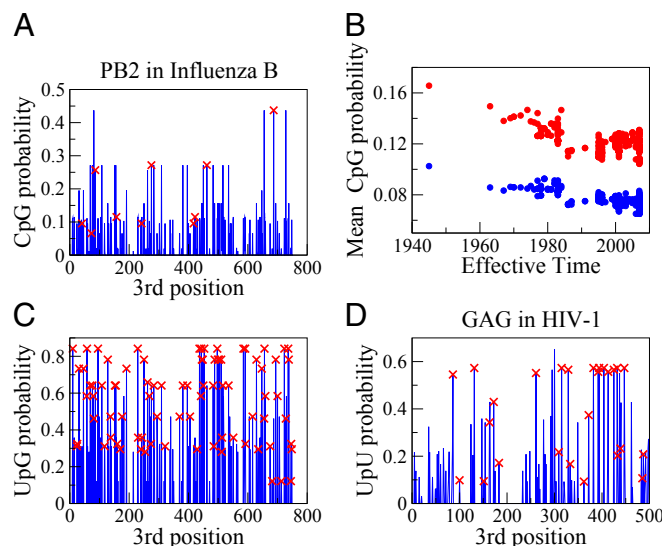 A
PB2 in Influenza B
CpG probability
0.5
0.4
0.3
0.2
0.1
0
0 200 400 600 800
3rd position
B
Mean CpG probability
0.16
0.12
0.08
1940 1960 1980 2000
Effective Time
C
UpG probability
0.8
0.6
0.4
0.2
0
0 200 400 600 800
3rd position
D
GAG in HIV-1
UpU probability
0.6
0.4
0.2
0
0 100 200 300 400 500
3rd position